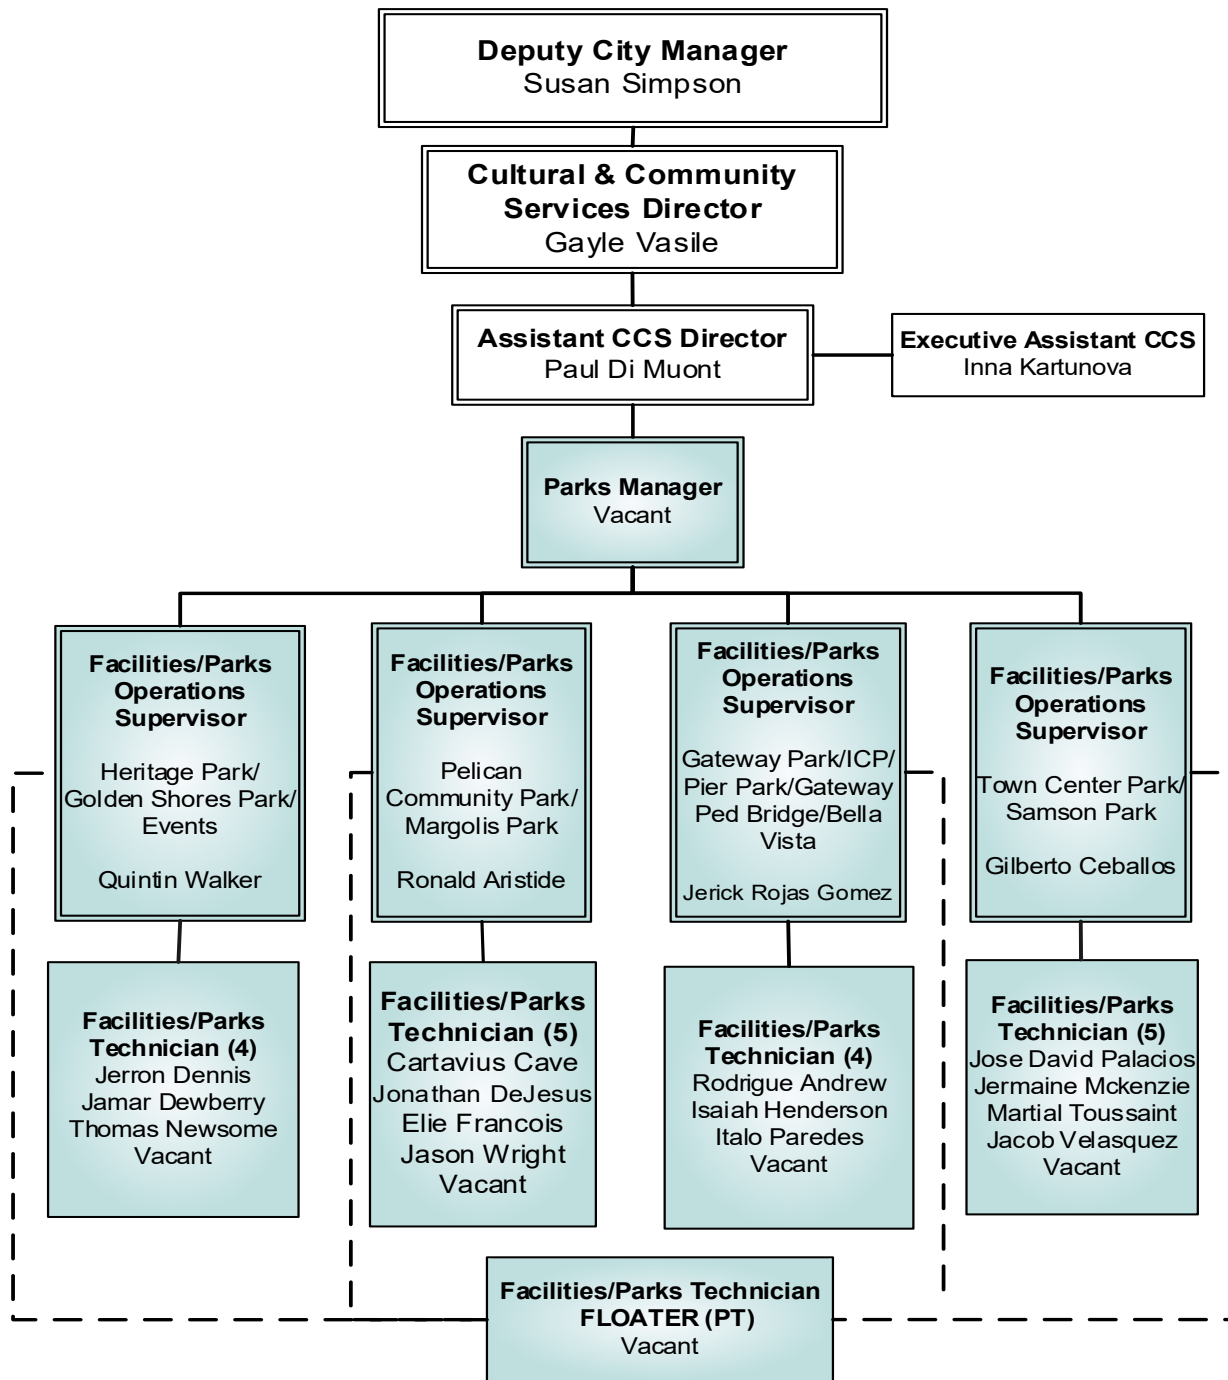 Deputy City Manager
Susan Simpson
Cultural & Community
Services Director
Gayle Vasile
Assistant CCS Director
Paul Di Muont
Executive Assistant CCS
Inna Kartunova
Parks Manager
Vacant
Facilities/Parks
Operations
Supervisor
Heritage Park/
Golden Shores Park/
Events
Quintin Walker
Facilities/Parks
Operations
Supervisor
Pelican
Community Park/
Margolis Park
Ronald Aristide
Facilities/Parks
Operations
Supervisor
Gateway Park/ICP/
Pier Park/Gateway
Ped Bridge/Bella
Vista
Jerick Rojas Gomez
Facilities/Parks
Operations
Supervisor
Town Center Park/
Samson Park
Gilberto Ceballos
Facilities/Parks
Technician (4)
Jerron Dennis
Jamar Dewberry
Thomas Newsome
Vacant
Facilities/Parks
Technician (5)
Cartavius Cave
Jonathan DeJesus
Elie Francois
Jason Wright
Vacant
Facilities/Parks
Technician (4)
Rodrigue Andrew
Isaiah Henderson
Italo Paredes
Vacant
Facilities/Parks
Technician (5)
Jose David Palacios
Jermaine Mckenzie
Martial Toussaint
Jacob Velasquez
Vacant
Facilities/Parks Technician
FLOATER (PT)
Vacant